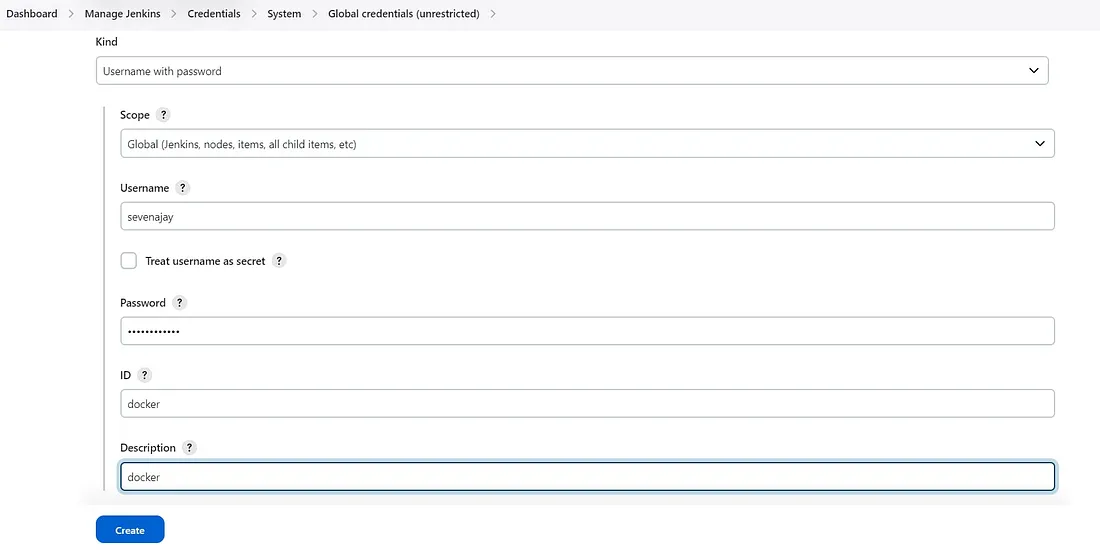 Dashboard > Manage Jenkins > Credentials > System > Global credentials (unrestricted) >
Kind
Username with password
Scope ?
Global (Jenkins, nodes, items, all child items, etc)
Username ?
sevenajay
Treat username as secret ?
Password ?
••••••••••••
ID ?
docker
Description ?
docker
Create